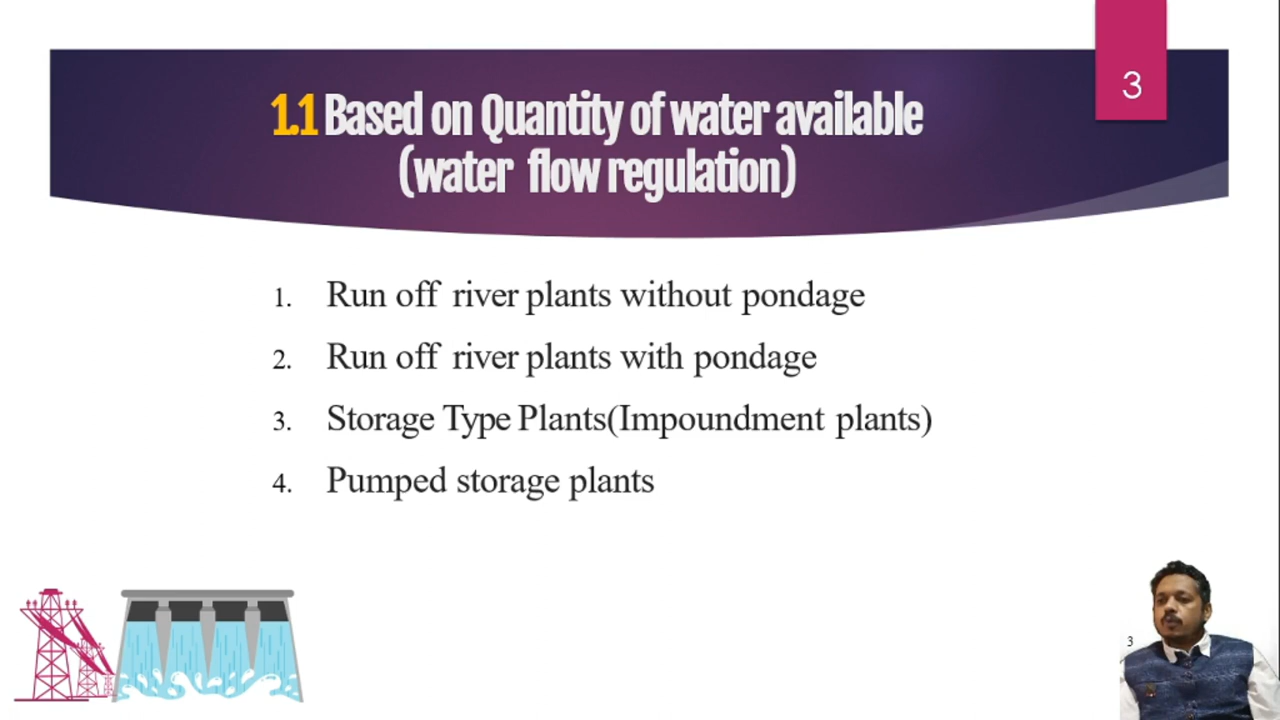 3
1.1 Based on Quantity of water available
(water flow regulation)
1. Run off river plants without pondage
2. Run off river plants with pondage
3. Storage Type Plants(Impoundment plants)
4. Pumped storage plants
3